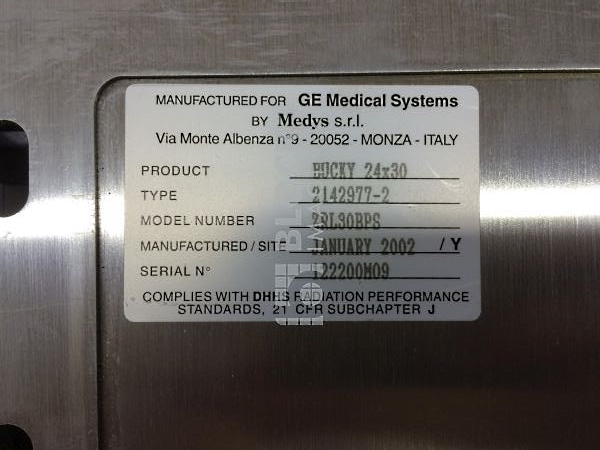 MANUFACTURED FOR GE Medical Systems
BY Medys s.r.l.
Via Monte Albenza n°9 - 20052 - MONZA - ITALY
PRODUCT BUCKY 24x30
TYPE 2142977-2
MODEL NUMBER 2BL30BPS
MANUFACTURED / SITE JANUARY 2002 / Y
SERIAL N° 122200M09
COMPLIES WITH DHHS RADIATION PERFORMANCE
STANDARDS, 21 CFR SUBCHAPTER J